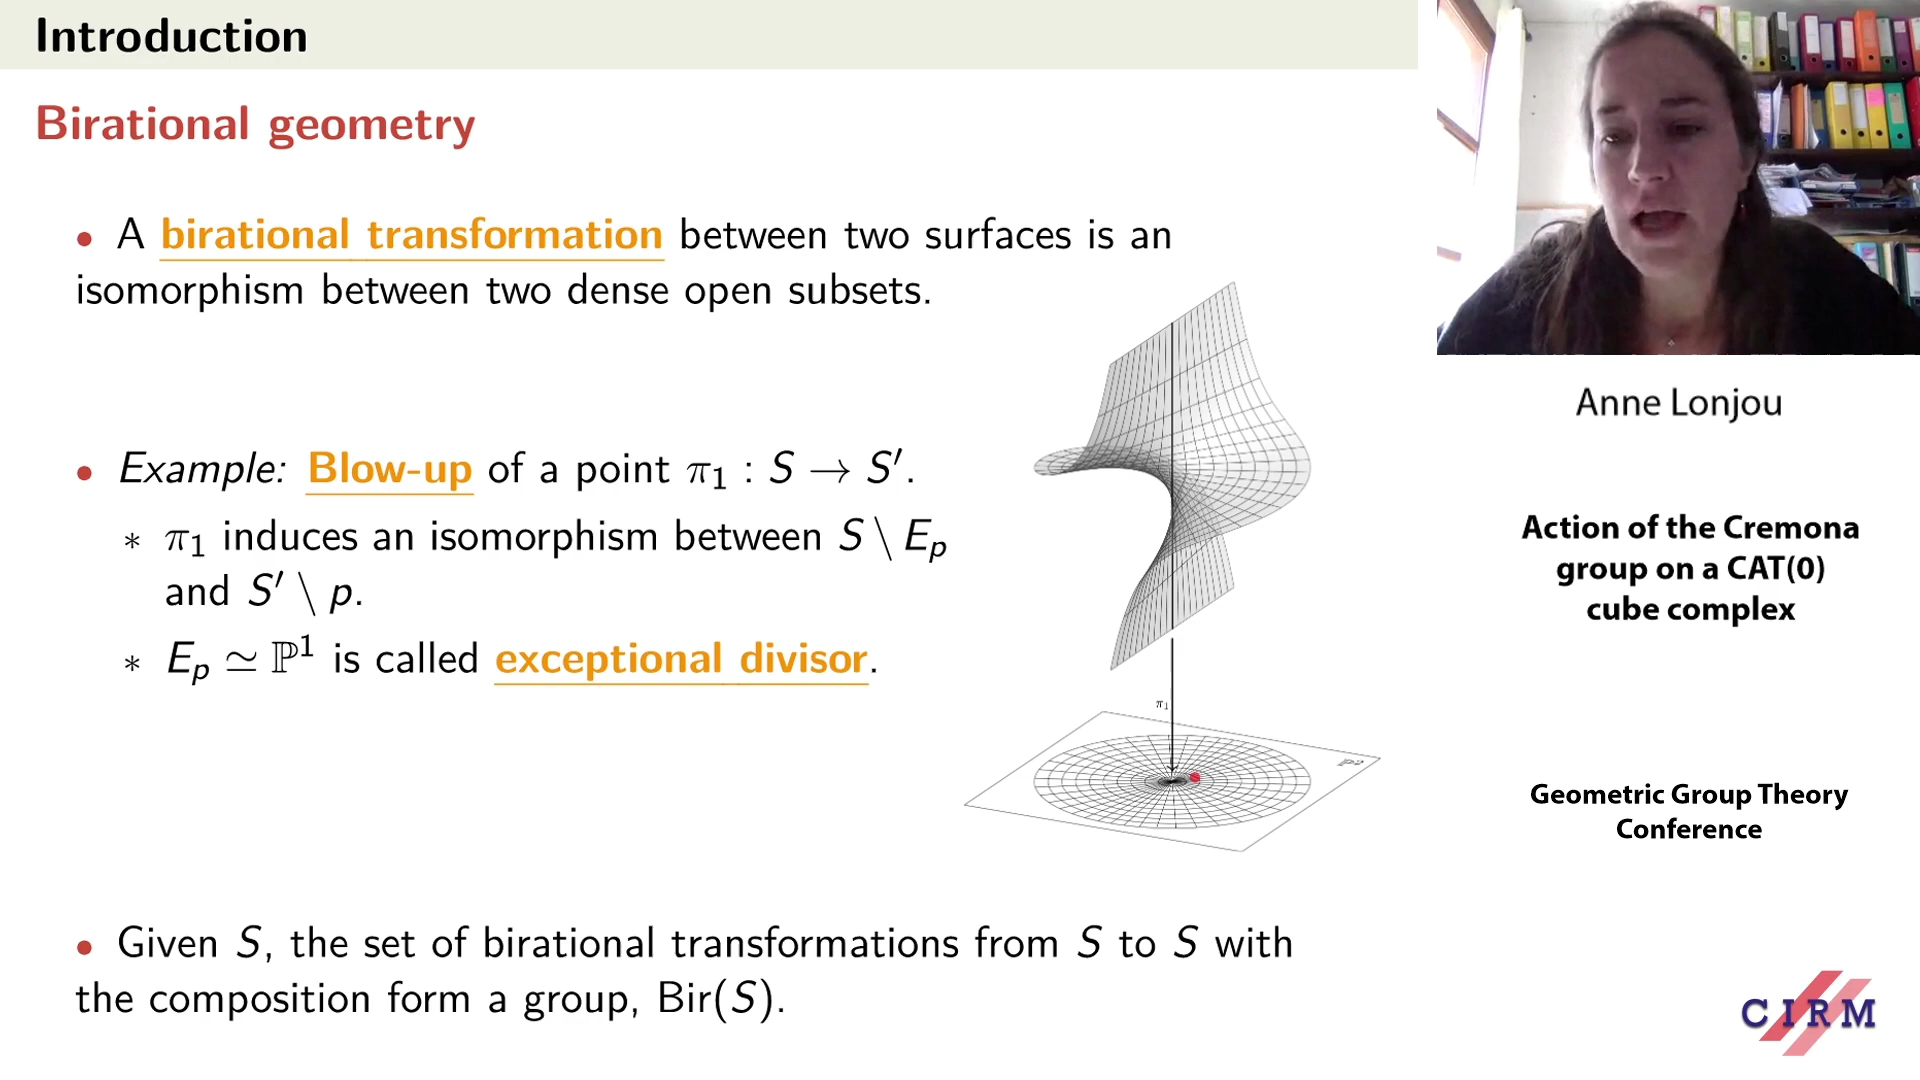 Introduction
Birational geometry
• A birational transformation between two surfaces is an
isomorphism between two dense open subsets.
• Example: Blow-up of a point π₁ : S → S′.
∗ π₁ induces an isomorphism between S \ Eₚ
and S′ \ p.
∗ Eₚ ≃ ℙ¹ is called exceptional divisor.
π₁
ℙ²
• Given S, the set of birational transformations from S to S with
the composition form a group, Bir(S).
Anne Lonjou
Action of the Cremona
group on a CAT(0)
cube complex
Geometric Group Theory
Conference
CIRM